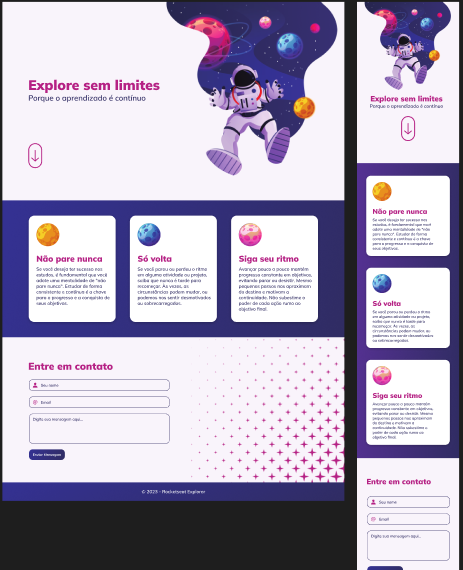 Explore sem limites
Porque o aprendizado é contínuo
Não pare nunca
Se você deseja ter sucesso nos
estudos, é fundamental que você
adote uma mentalidade de "não
pare nunca". Estudar de forma
consistente e contínua é a chave
para o progresso e a conquista de
seus objetivos.
Só volta
Se você parou ou perdeu o ritmo
em alguma atividade ou projeto,
saiba que nunca é tarde para
recomeçar. Às vezes, as
circunstâncias podem mudar, ou
podemos nos sentir desmotivados
ou sobrecarregados.
Siga seu ritmo
Avançar pouco a pouco mantém
progresso constante em objetivos,
evitando parar ou desistir. Mesmo
pequenos passos nos aproximam
do destino e motivam a
continuidade. Não subestime o
poder de cada ação rumo ao
objetivo final.
Entre em contato
Seu nome
Email
Digite sua mensagem aqui...
Enviar Mensagem
© 2023 - Rocketseat Explorer
Explore sem limites
Porque o aprendizado é contínuo
Não pare nunca
Se você deseja ter sucesso nos
estudos, é fundamental que você
adote uma mentalidade de "não
pare nunca". Estudar de forma
consistente e contínua é a chave
para o progresso e a conquista de
seus objetivos.
Só volta
Se você parou ou perdeu o ritmo
em alguma atividade ou projeto,
saiba que nunca é tarde para
recomeçar. Às vezes, as
circunstâncias podem mudar, ou
podemos nos sentir desmotivados
ou sobrecarregados.
Siga seu ritmo
Avançar pouco a pouco mantém
progresso constante em objetivos,
evitando parar ou desistir. Mesmo
pequenos passos nos aproximam
do destino e motivam a
continuidade. Não subestime o
poder de cada ação rumo ao
objetivo final.
Entre em contato
Seu nome
Email
Digite sua mensagem aqui...